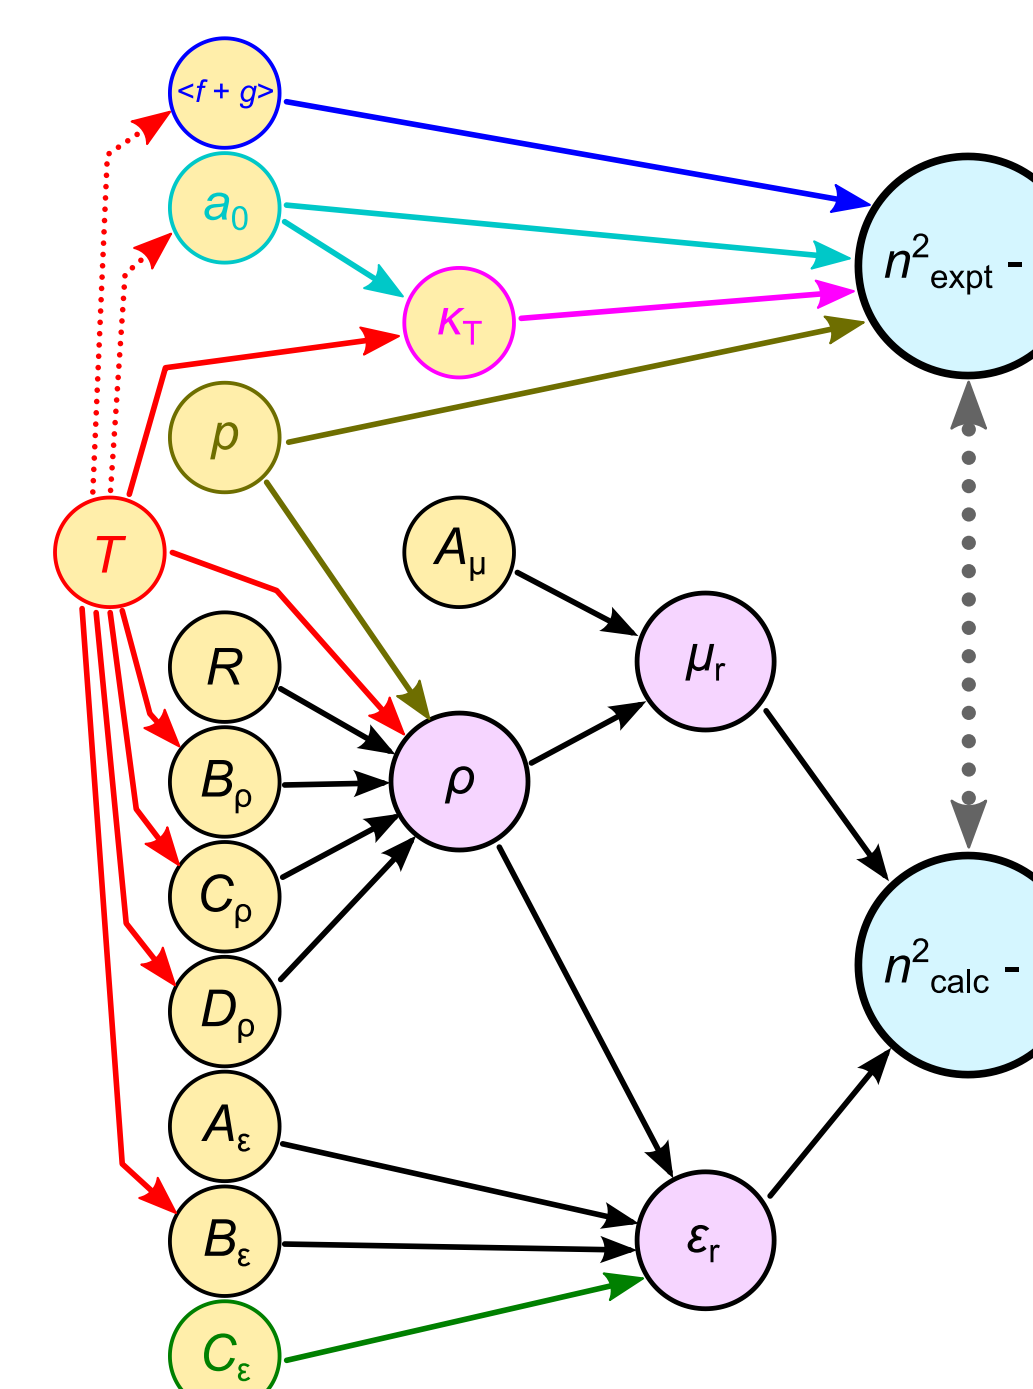 <f + g>
a0
κT
n²expt -
p
T
Aμ
R
μr
Bρ
ρ
Cρ
n²calc -
Dρ
Aε
Bε
εr
Cε